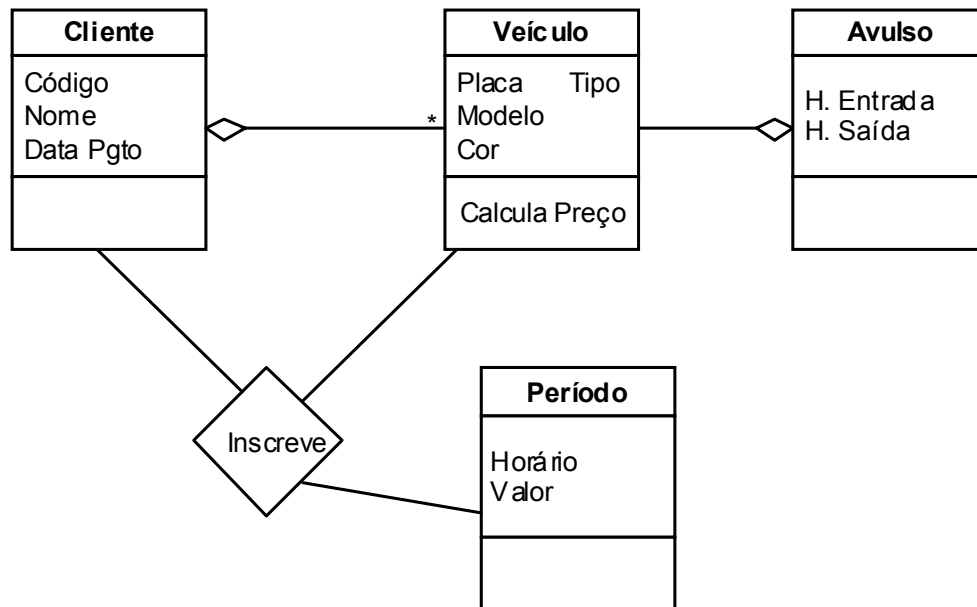 Cliente
Código
Nome
Data Pgto
*
Veículo
Placa Tipo
Modelo
Cor
Calcula Preço
Avulso
H. Entrada
H. Saída
Inscreve
Período
Horário
Valor